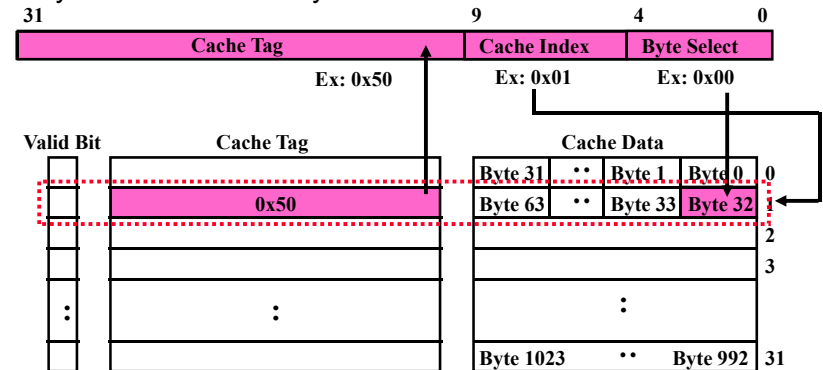 31 9 4 0
Cache Tag Cache Index Byte Select
Ex: 0x50 Ex: 0x01 Ex: 0x00
Valid Bit Cache Tag Cache Data
Byte 31 ·· Byte 1 Byte 0 0
0x50 Byte 63 ·· Byte 33 Byte 32 1
2
3
: : :
Byte 1023 ·· Byte 992 31